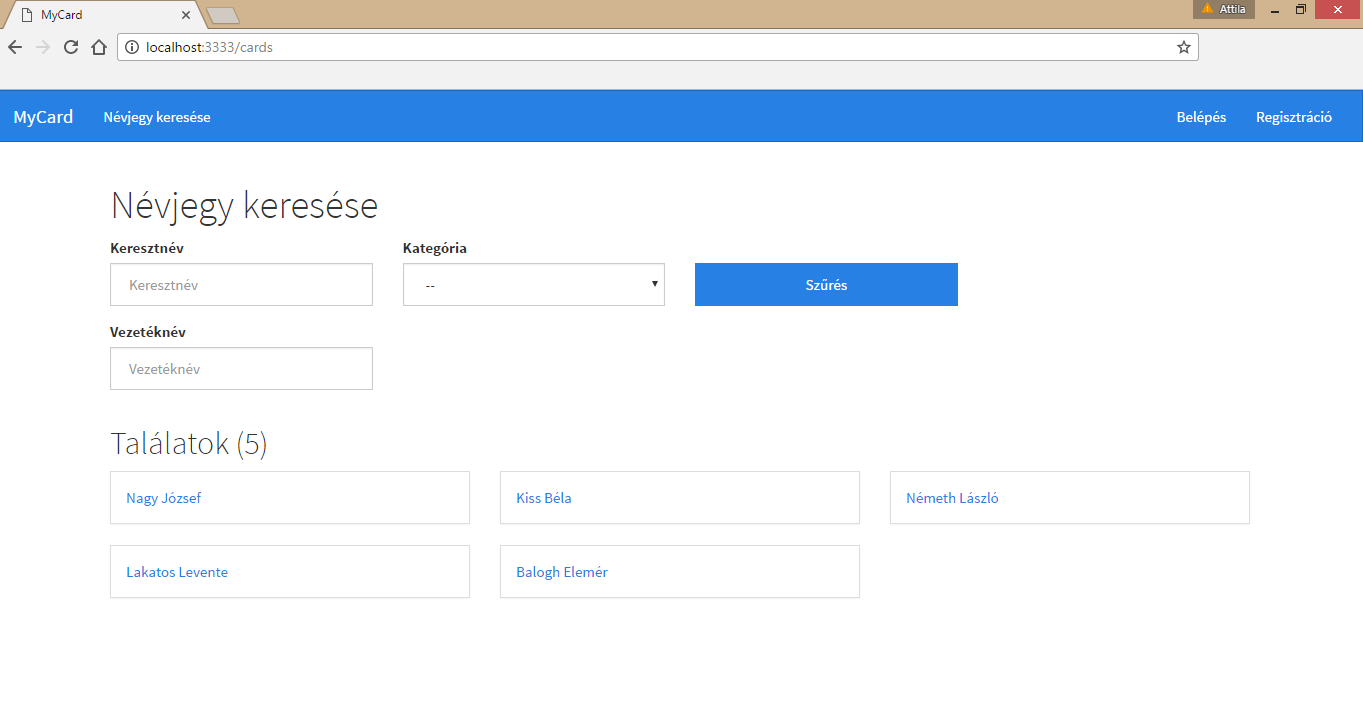 MyCard
Attila
localhost:3333/cards
MyCard Névjegy keresése Belépés Regisztráció
Névjegy keresése
Keresztnév Kategória
Keresztnév -- Szűrés
Vezetéknév
Vezetéknév
Találatok (5)
Nagy József Kiss Béla Németh László
Lakatos Levente Balogh Elemér